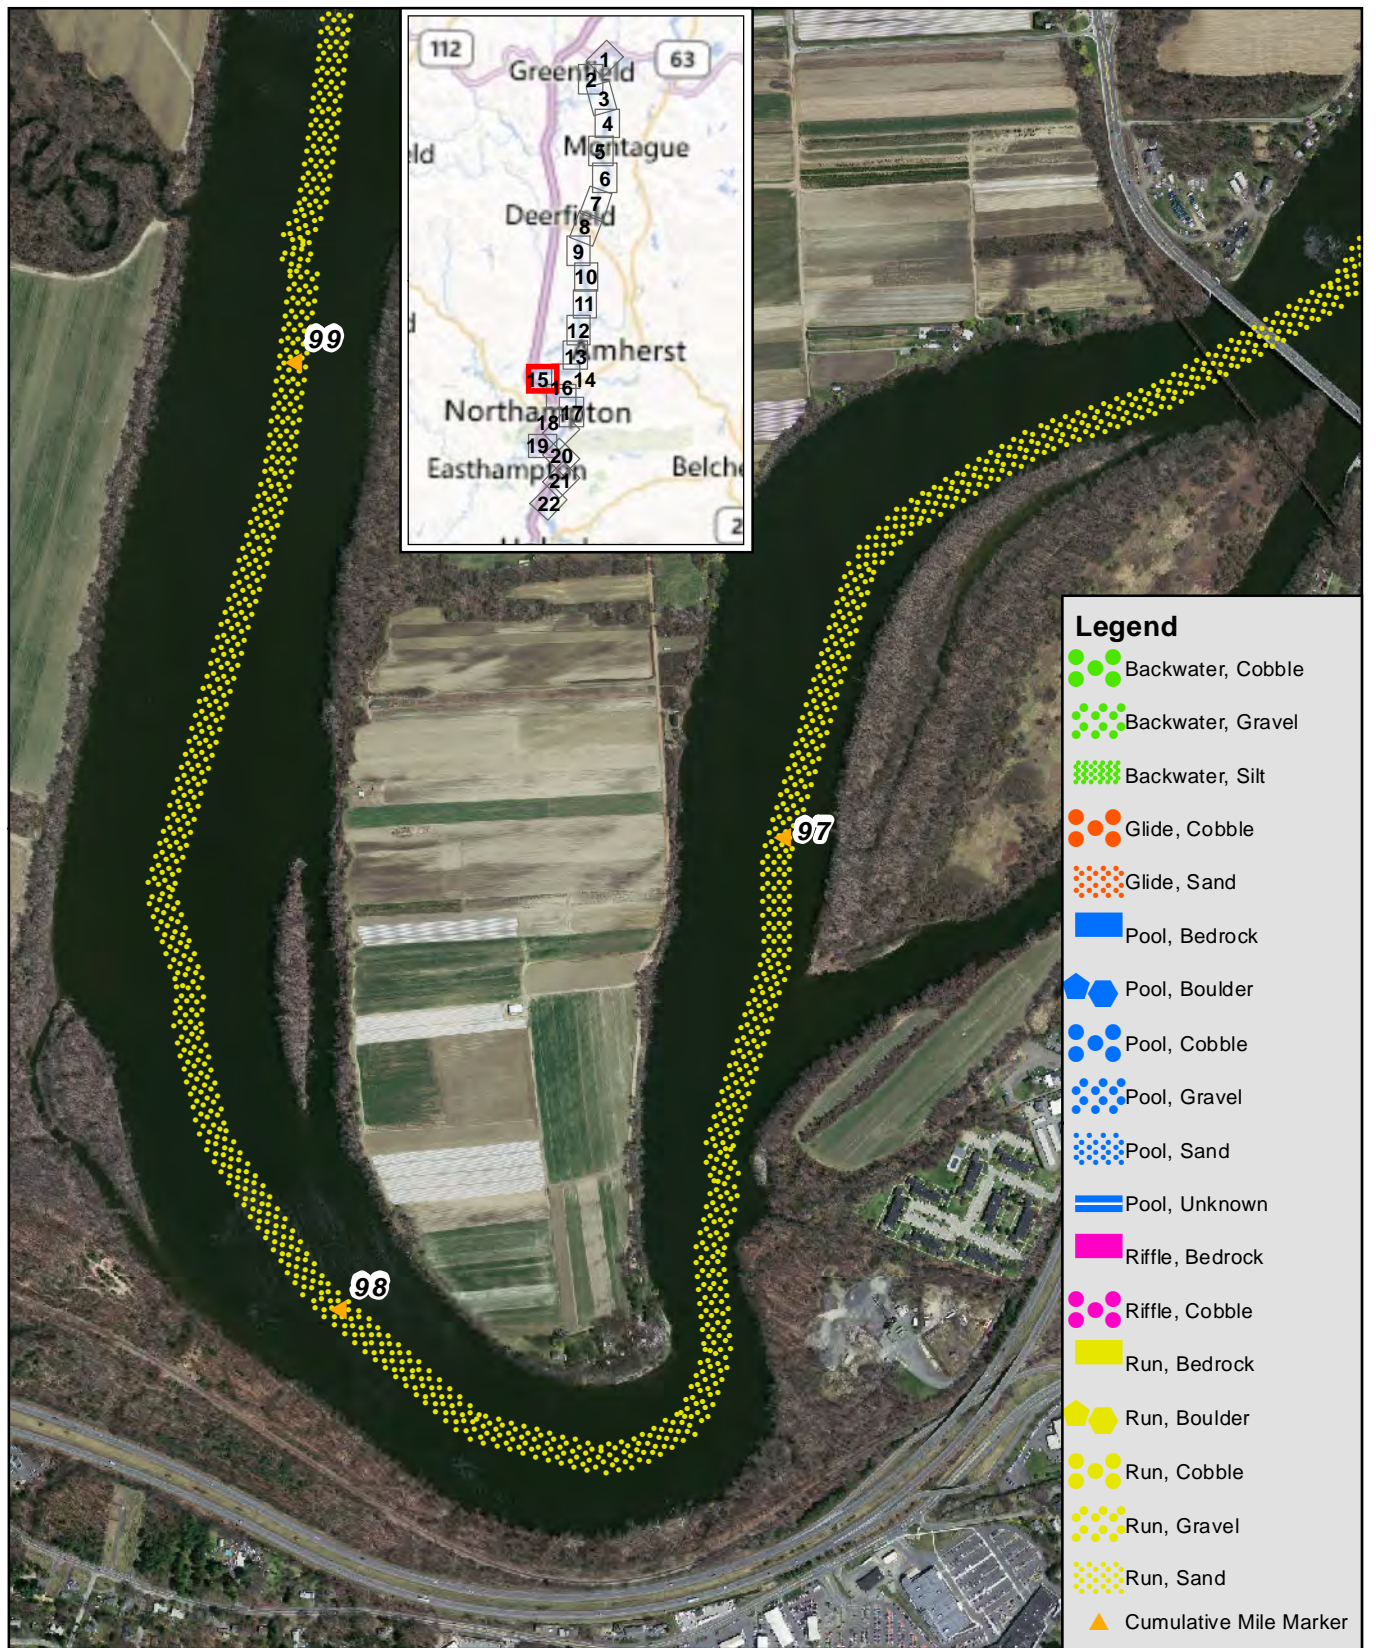 112
63
Greenfield
1
2
3
4
Montague
eld
5
6
7
Deerfield
8
9
10
11
12
13
Amherst
15
14
16
Northampton
17
18
19
20
Easthampton
Belche
21
22
2
99
97
98
Legend
Backwater, Cobble
Backwater, Gravel
Backwater, Silt
Glide, Cobble
Glide, Sand
Pool, Bedrock
Pool, Boulder
Pool, Cobble
Pool, Gravel
Pool, Sand
Pool, Unknown
Riffle, Bedrock
Riffle, Cobble
Run, Bedrock
Run, Boulder
Run, Cobble
Run, Gravel
Run, Sand
Cumulative Mile Marker